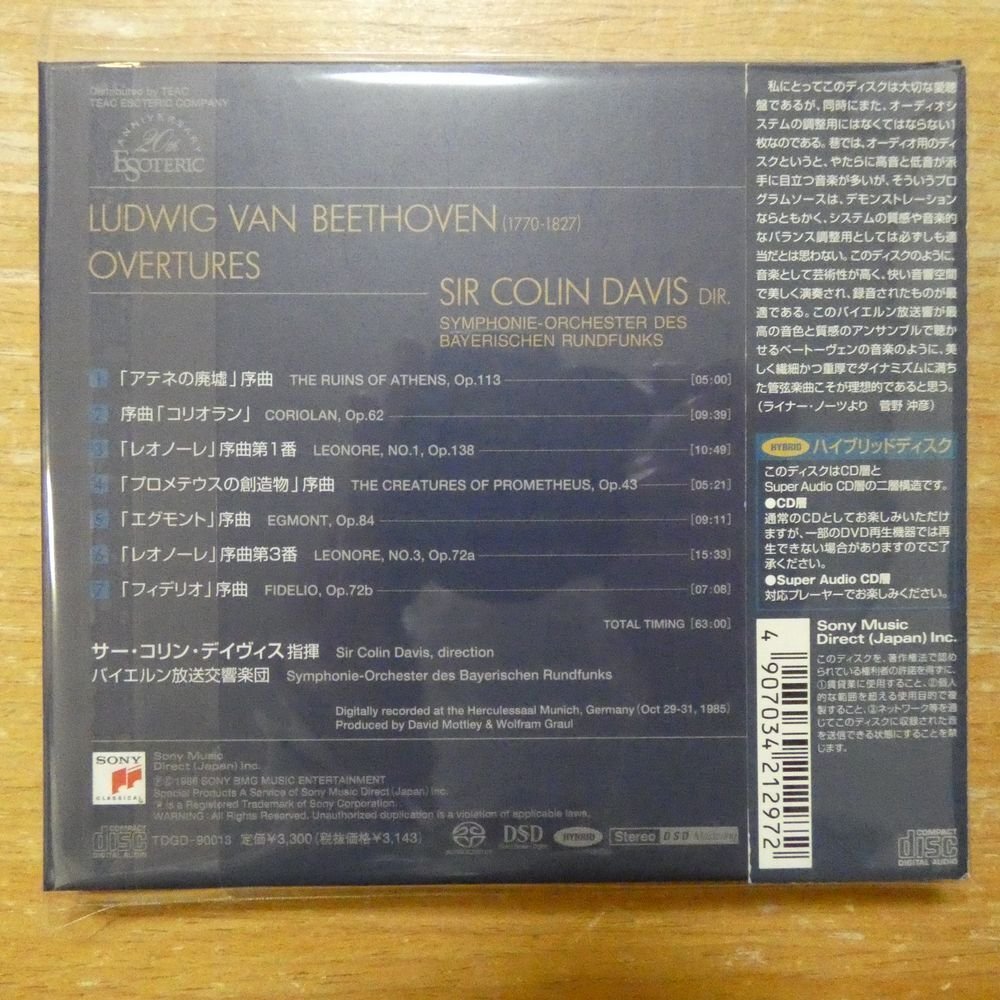 Distributed by TEAC
TEAC ESOTERIC COMPANY
ANNIVERSARY
20th
ESOTERIC
LUDWIG VAN BEETHOVEN (1770-1827)
OVERTURES
SIR COLIN DAVIS DIR.
SYMPHONIE-ORCHESTER DES
BAYERISCHEN RUNDFUNKS
1 「アテネの廃墟」序曲 THE RUINS OF ATHENS, Op.113 [05:00]
2 序曲「コリオラン」 CORIOLAN, Op.62 [09:39]
3 「レオノーレ」序曲第1番 LEONORE, NO.1, Op.138 [10:49]
4 「プロメテウスの創造物」序曲 THE CREATURES OF PROMETHEUS, Op.43 [05:21]
5 「エグモント」序曲 EGMONT, Op.84 [09:11]
6 「レオノーレ」序曲第3番 LEONORE, NO.3, Op.72a [15:33]
7 「フィデリオ」序曲 FIDELIO, Op.72b [07:08]
TOTAL TIMING [63:00]
サー・コリン・デイヴィス 指揮 Sir Colin Davis, direction
バイエルン放送交響楽団 Symphonie-Orchester des Bayerischen Rundfunks
Digitally recorded at the Herculessaal Munich, Germany (Oct 29-31, 1985)
Produced by David Mottley & Wolfram Graul
SONY
CLASSICAL
Sony Music
Direct (Japan) Inc.
Ⓟ©1986 SONY BMG MUSIC ENTERTAINMENT
Special Products A Service of Sony Music Direct (Japan) Inc.
is a Registered Trademark of Sony Corporation.
WARNING: All Rights Reserved. Unauthorized duplication is a violation of applicable laws.
COMPACT
disc
DIGITAL AUDIO
TDGD-90013 定価¥3,300 (税抜価格¥3,143)
DSD
HYBRID
Stereo DSD Mastering
私にとってこのディスクは大切な愛聴
盤であるが、同時にまた、オーディオシ
ステムの調整用にはなくてはならない1
枚なのである。巷では、オーディオ用のディ
スクというと、やたらに高音と低音が派
手に目立つ音楽が多いが、そういうプロ
グラムソースは、デモンストレーション
ならともかく、システムの質感や音楽的
なバランス調整用としては必ずしも適
当だとは思わない。このディスクのように、
音楽として芸術性が高く、快い音響空間
で美しく演奏され、録音されたものが最
適である。このバイエルン放送響が最
高の音色と質感のアンサンブルで聴か
せるベートーヴェンの音楽のように、美し
く繊細かつ重厚でダイナミズムに満ち
た管弦楽曲こそが理想的であると思う。
(ライナー・ノーツより 菅野 沖彦)
HYBRID ハイブリッドディスク
このディスクはCD層と
Super Audio CD層の二層構造です。
●CD層
通常のCDとしてお楽しみいただけ
ますが、一部のDVD再生機器では再
生できない場合がありますのでご了
承ください。
●Super Audio CD層
対応プレーヤーでお楽しみください。
Sony Music
Direct (Japan) Inc.
このディスクを、著作権法で認め
られている権利者の許諾を得ずに、
①賃貸業に使用すること、②個人
的な範囲を超える使用目的で複
製すること、③ネットワーク等を通
じてこのディスクに収録された音
を送信できる状態にすることを禁
じます。
4 907034 212972
COMPACT
disc
DIGITAL AUDIO